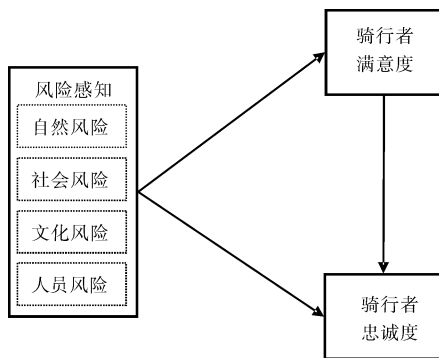 风险感知
自然风险
社会风险
文化风险
人员风险
骑行者
满意度
骑行者
忠诚度